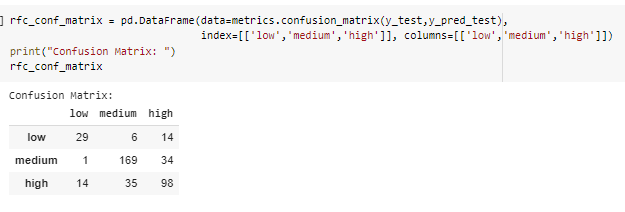 ] rfc_conf_matrix = pd.DataFrame(data=metrics.confusion_matrix(y_test,y_pred_test),
index=[['low','medium','high']], columns=[['low','medium','high']])
print("Confusion Matrix: ")
rfc_conf_matrix
Confusion Matrix:
low medium high
low 29 6 14
medium 1 169 34
high 14 35 98